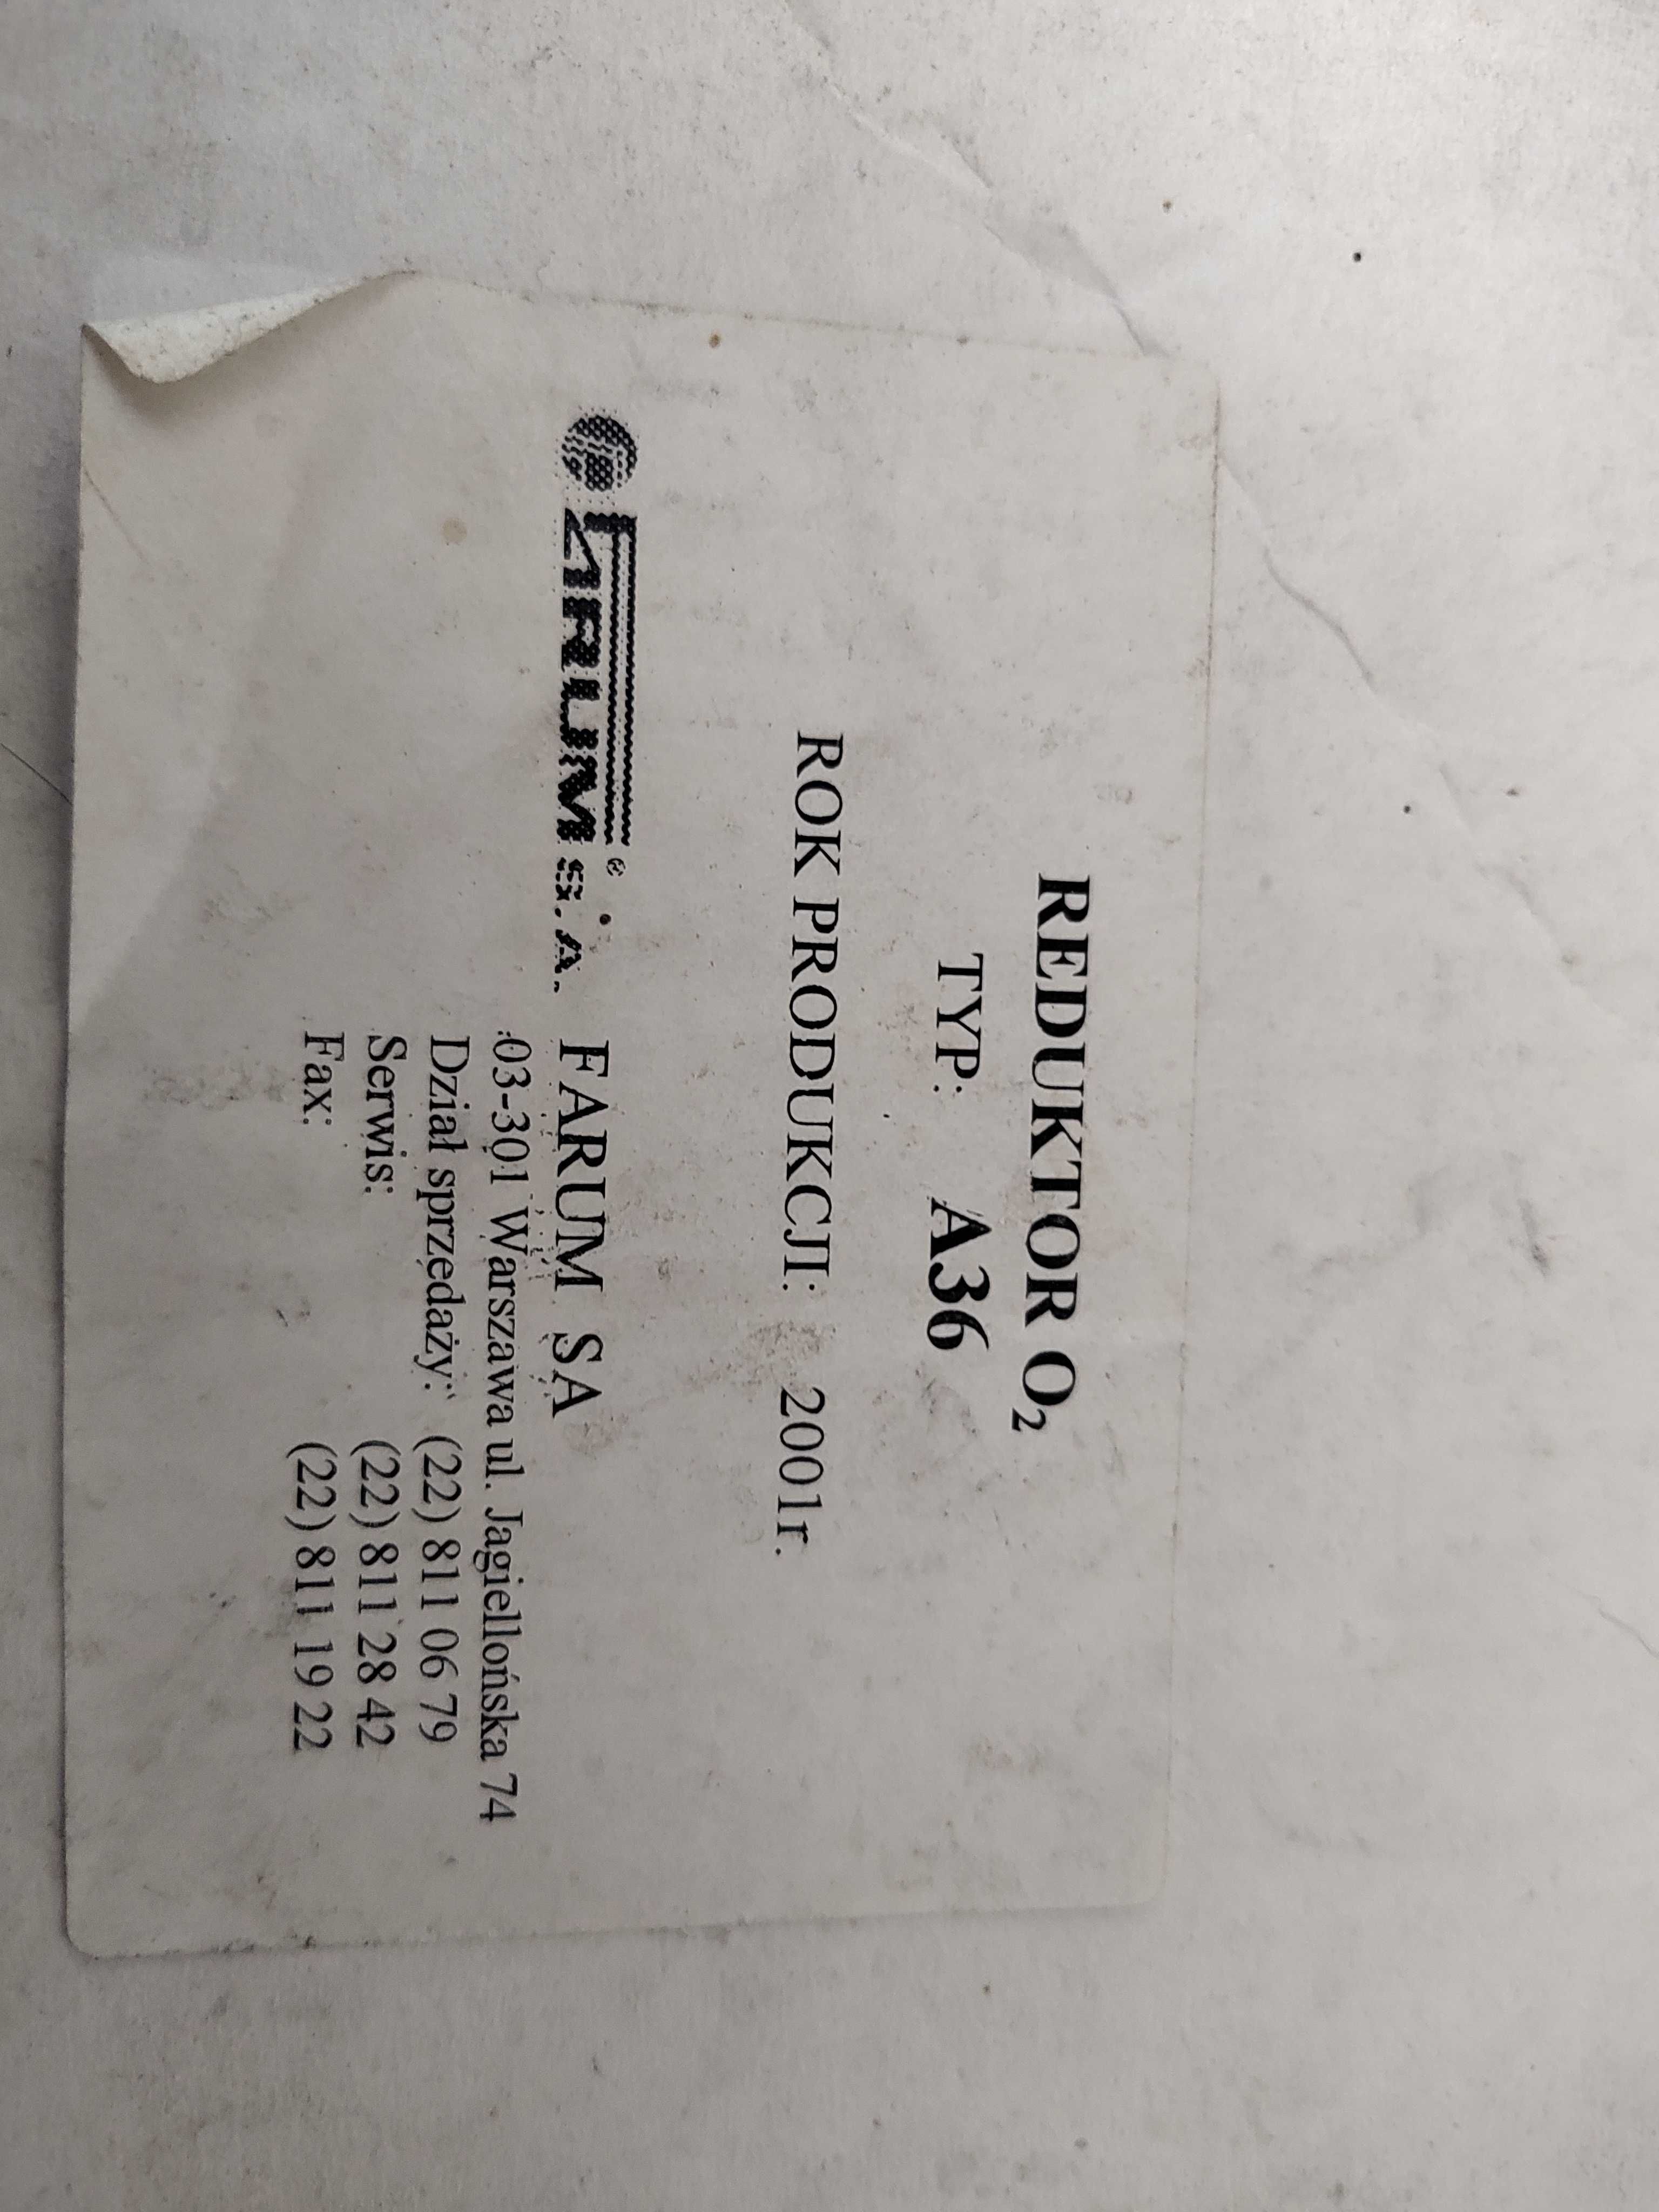 REDUKTOR O₂
TYP: A36
ROK PRODUKCJI: 2001r.
FARUM® S.A. FARUM SA
03-301 Warszawa ul. Jagiellońska 74
Dział sprzedaży: (22) 811 06 79
Serwis: (22) 811 28 42
Fax: (22) 811 19 22